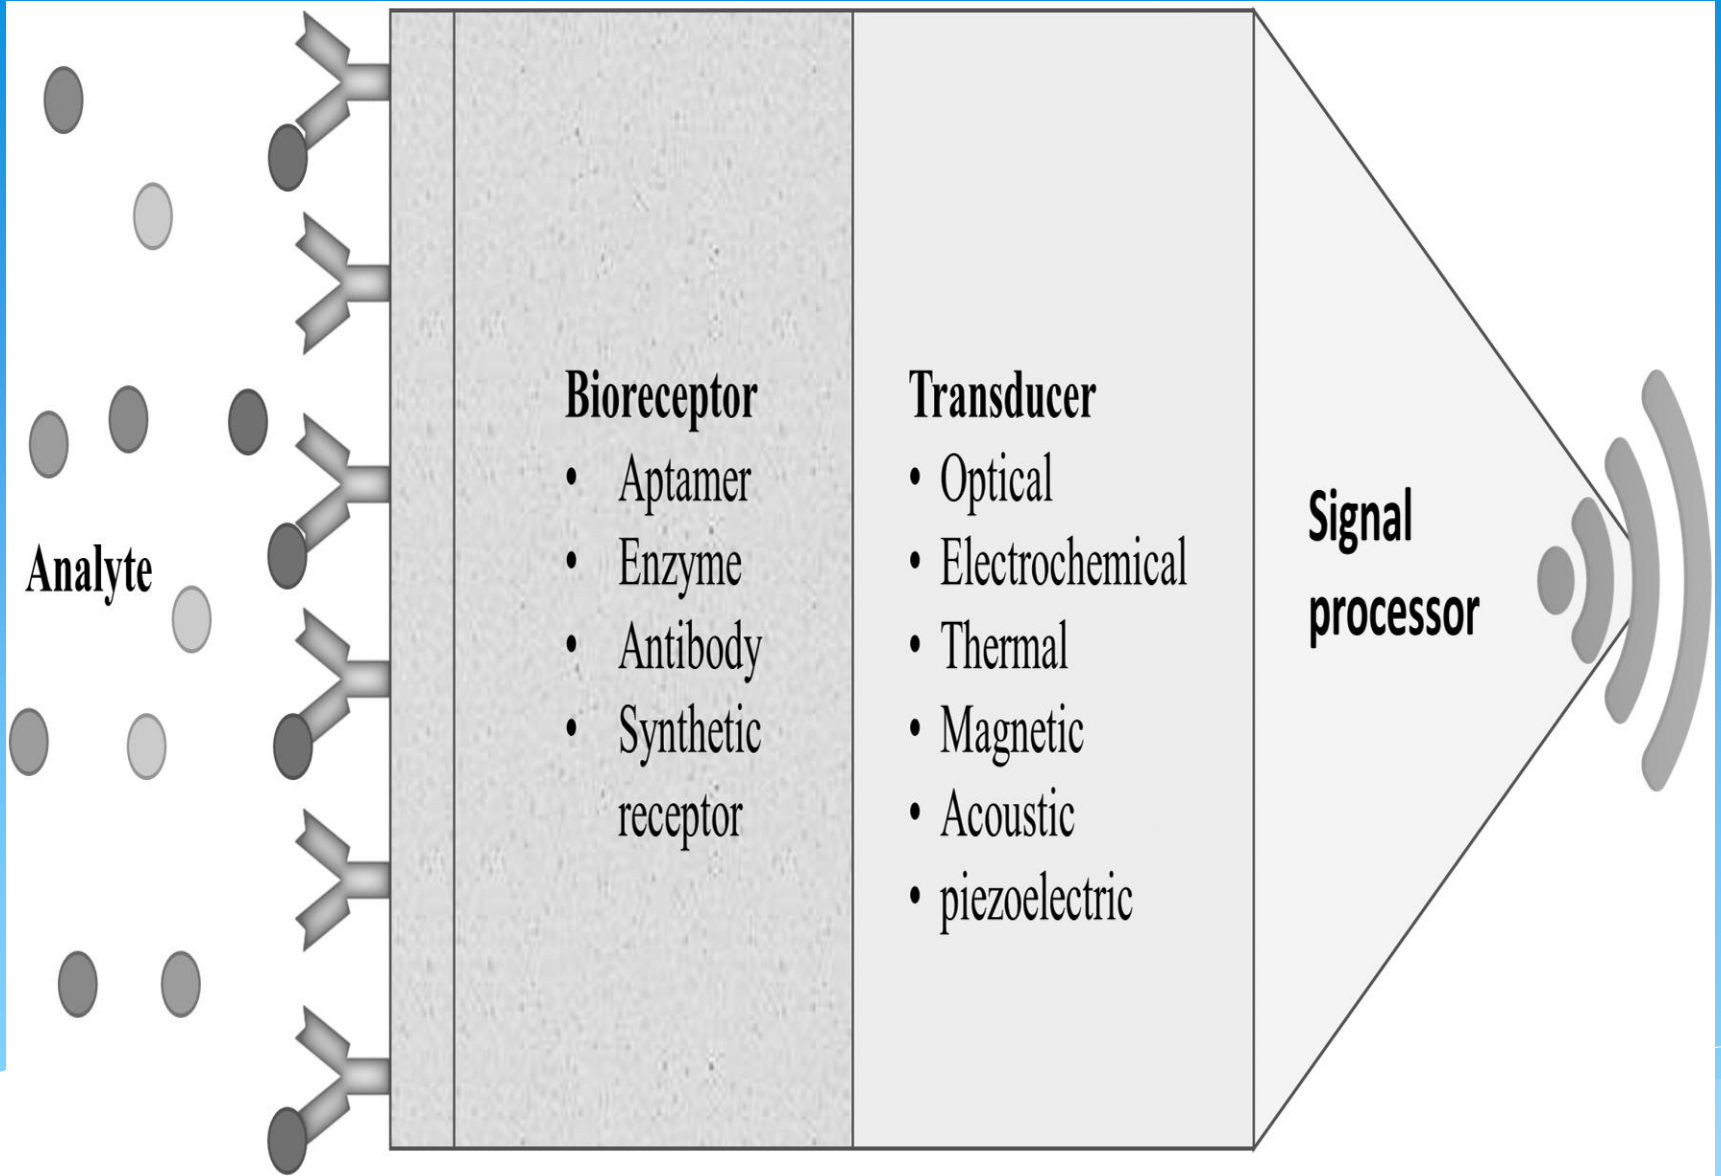 Analyte
Bioreceptor
• Aptamer
• Enzyme
• Antibody
• Synthetic
receptor
Transducer
• Optical
• Electrochemical
• Thermal
• Magnetic
• Acoustic
• piezoelectric
Signal
processor